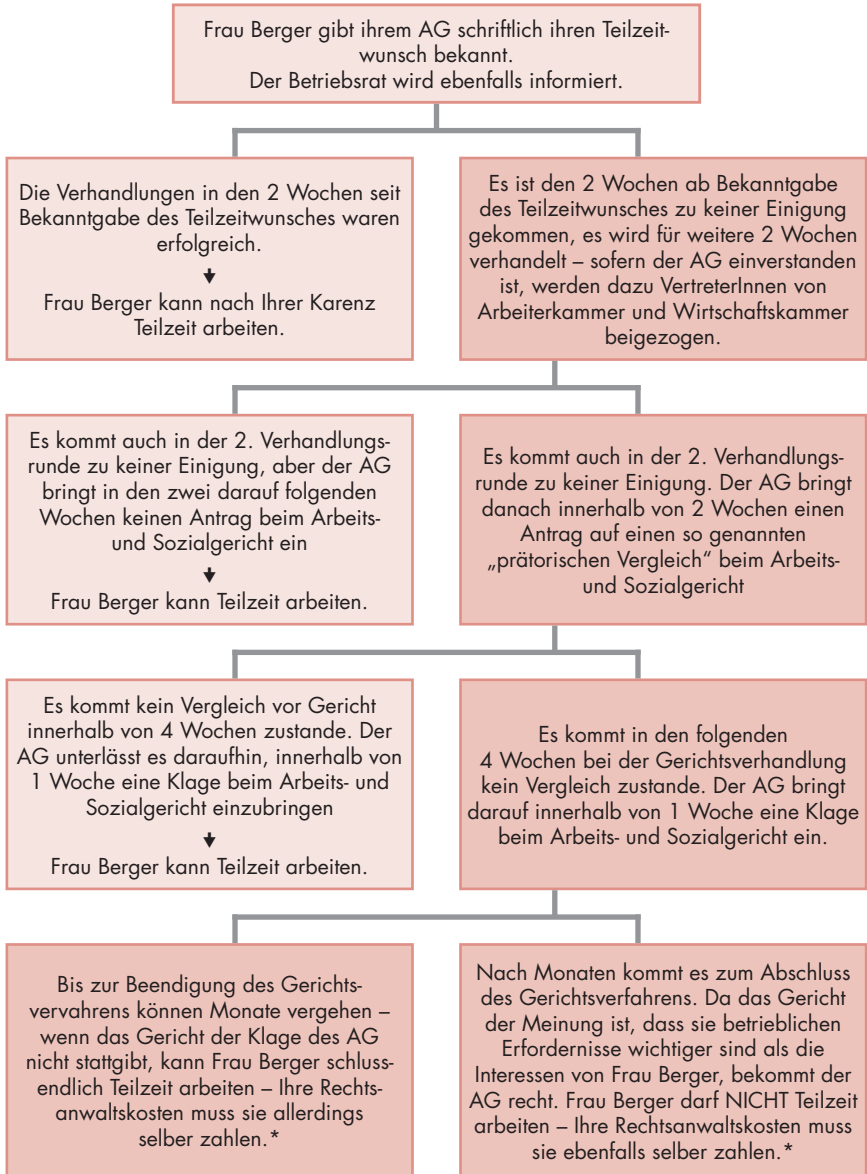 Frau Berger gibt ihrem AG schriftlich ihren Teilzeit-
wunsch bekannt.
Der Betriebsrat wird ebenfalls informiert.
Die Verhandlungen in den 2 Wochen seit
Bekanntgabe des Teilzeitwunsches waren
erfolgreich.
Frau Berger kann nach Ihrer Karenz
Teilzeit arbeiten.
Es ist den 2 Wochen ab Bekanntgabe
des Teilzeitwunsches zu keiner Einigung
gekommen, es wird für weitere 2 Wochen
verhandelt – sofern der AG einverstanden
ist, werden dazu VertreterInnen von
Arbeiterkammer und Wirtschaftskammer
beigezogen.
Es kommt auch in der 2. Verhandlungs-
runde zu keiner Einigung, aber der AG
bringt in den zwei darauf folgenden
Wochen keinen Antrag beim Arbeits-
und Sozialgericht ein
Frau Berger kann Teilzeit arbeiten.
Es kommt auch in der 2. Verhandlungs-
runde zu keiner Einigung. Der AG bringt
danach innerhalb von 2 Wochen einen
Antrag auf einen so genannten
„prätorischen Vergleich“ beim Arbeits-
und Sozialgericht
Es kommt kein Vergleich vor Gericht
innerhalb von 4 Wochen zustande. Der
AG unterlässt es daraufhin, innerhalb von
1 Woche eine Klage beim Arbeits- und
Sozialgericht einzubringen
Frau Berger kann Teilzeit arbeiten.
Es kommt in den folgenden
4 Wochen bei der Gerichtsverhandlung
kein Vergleich zustande. Der AG bringt
darauf innerhalb von 1 Woche eine Klage
beim Arbeits- und Sozialgericht ein.
Bis zur Beendigung des Gerichts-
vervahrens können Monate vergehen –
wenn das Gericht der Klage des AG
nicht stattgibt, kann Frau Berger schluss-
endlich Teilzeit arbeiten – Ihre Rechts-
anwaltskosten muss sie allerdings
selber zahlen.*
Nach Monaten kommt es zum Abschluss
des Gerichtsverfahrens. Da das Gericht
der Meinung ist, dass sie betrieblichen
Erfordernisse wichtiger sind als die
Interessen von Frau Berger, bekommt der
AG recht. Frau Berger darf NICHT Teilzeit
arbeiten – Ihre Rechtsanwaltskosten muss
sie ebenfalls selber zahlen.*